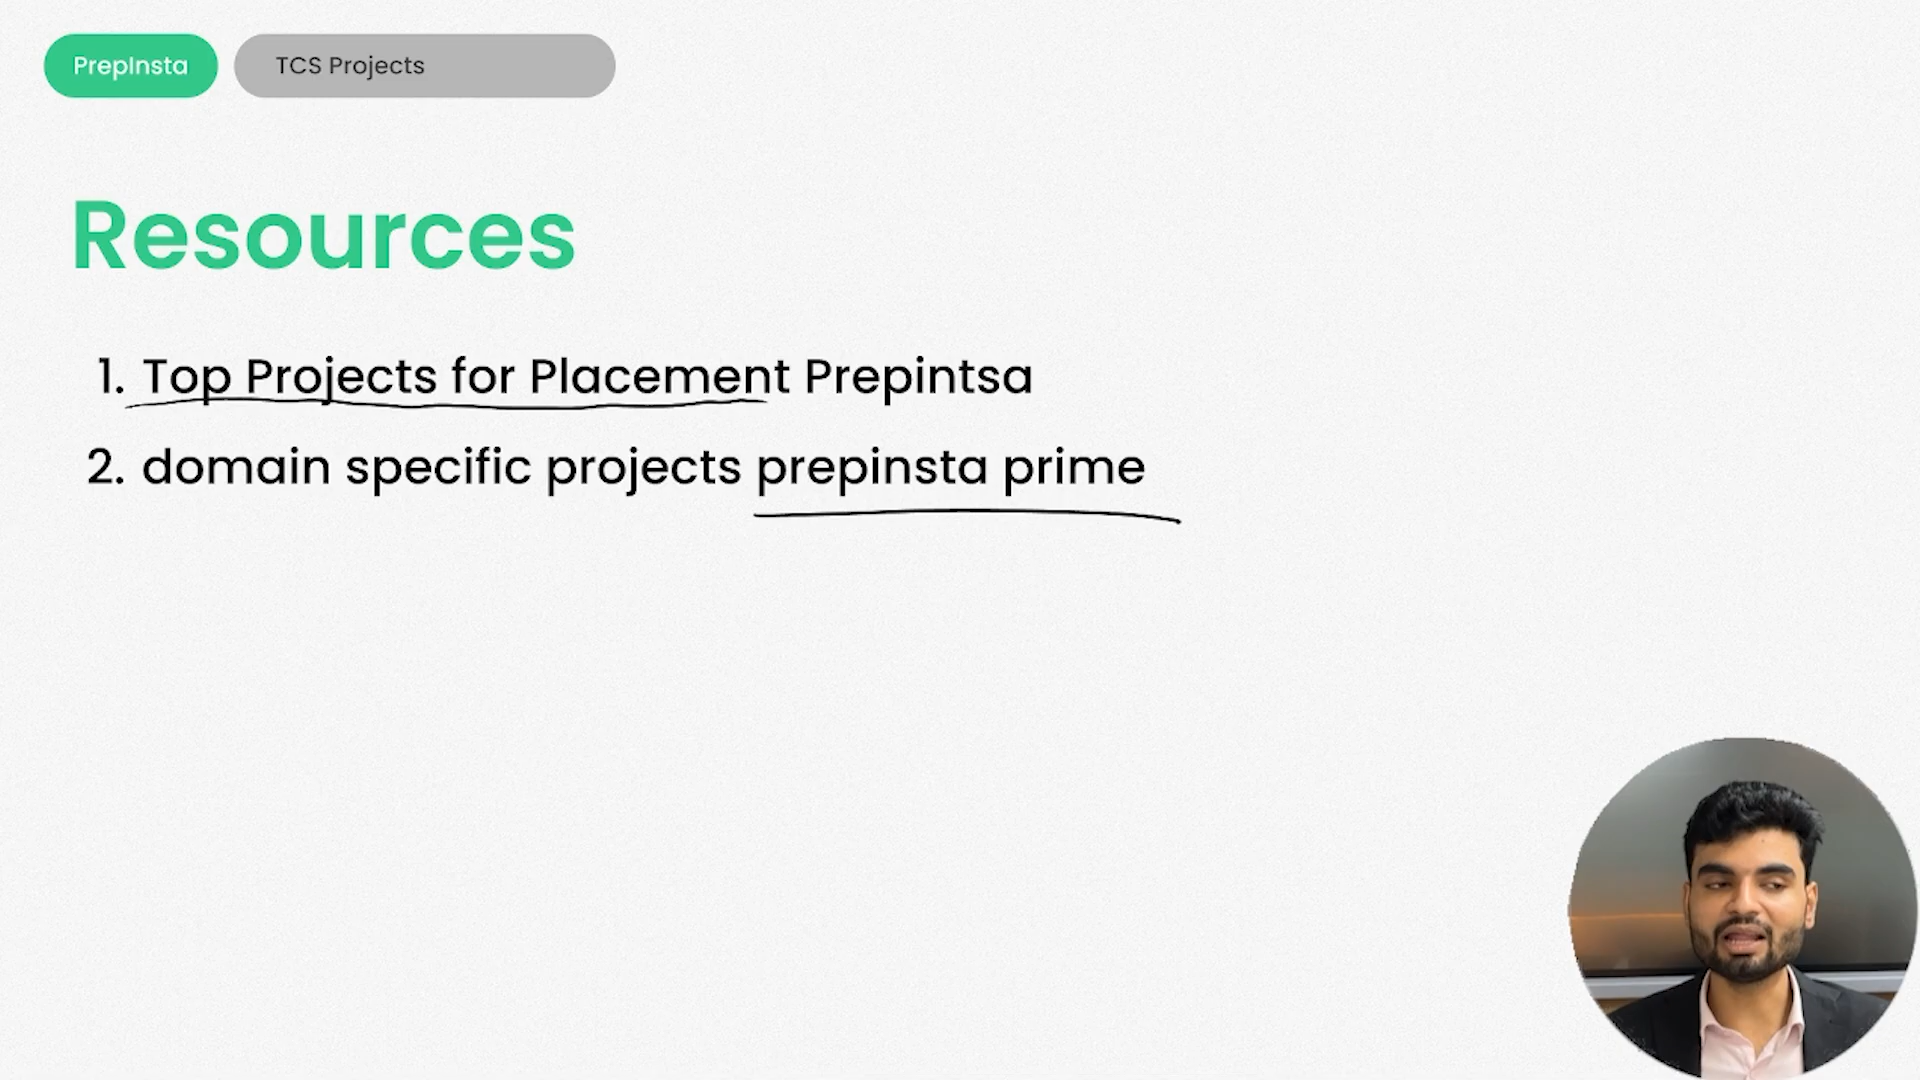 PrepInsta TCS Projects
Resources
1. Top Projects for Placement Prepintsa
2. domain specific projects prepinsta prime